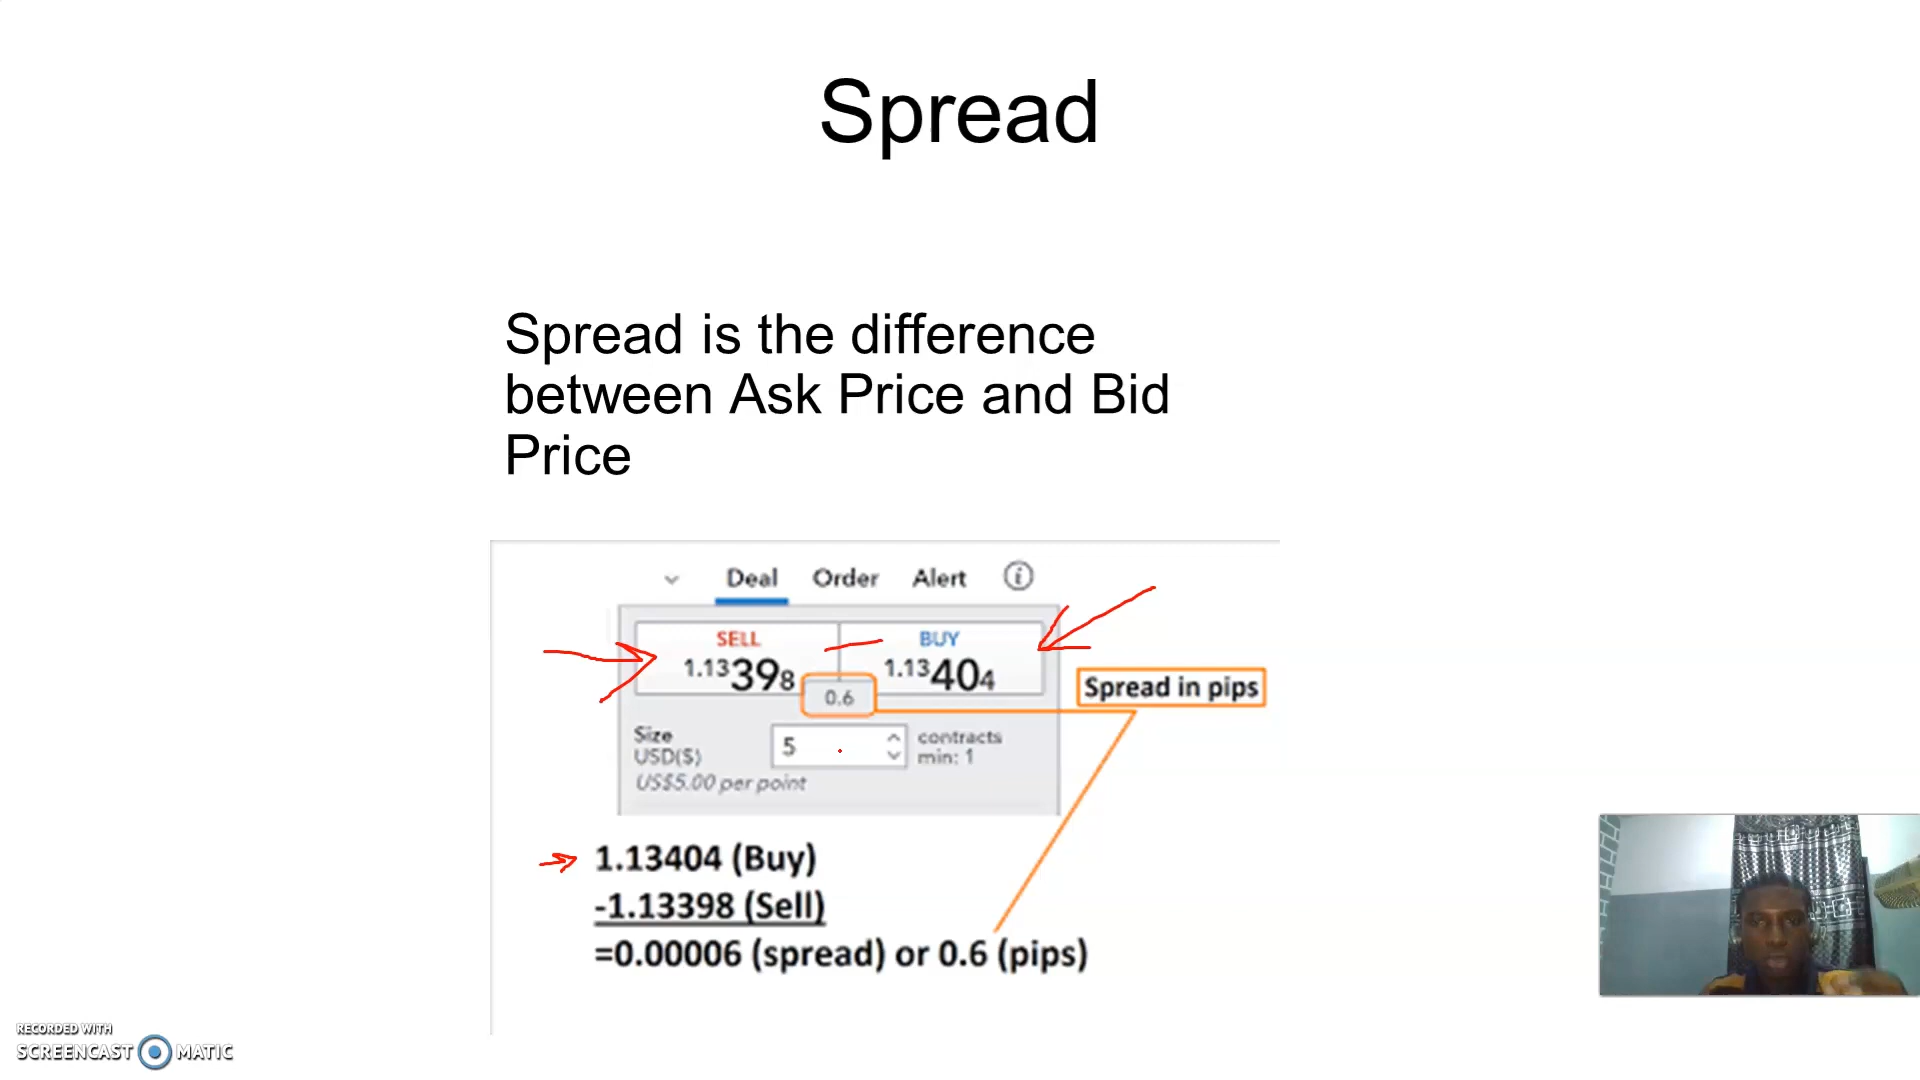 Spread
Spread is the difference
between Ask Price and Bid
Price
Deal Order Alert i
SELL BUY
1.13398 1.13404
0.6
Spread in pips
Size
USD($)
5
contracts
min: 1
US$5.00 per point
1.13404 (Buy)
-1.13398 (Sell)
=0.00006 (spread) or 0.6 (pips)
RECORDED WITH
SCREENCAST MATIC